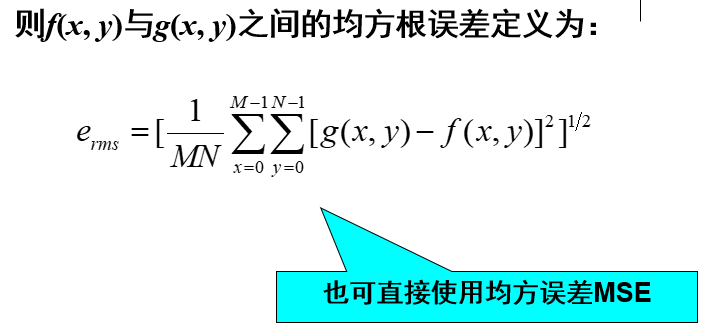 则f(x, y)与g(x, y)之间的均方根误差定义为：
e_{rms} = [\frac{1}{MN} \sum_{x=0}^{M-1} \sum_{y=0}^{N-1} [g(x, y) - f(x, y)]^2]^{1/2}
也可直接使用均方误差MSE